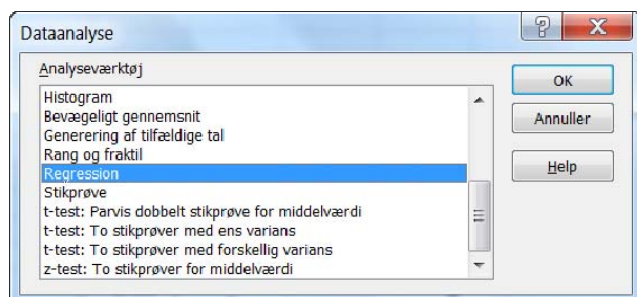 Dataanalyse
?
X
Analyseværktøj
Histogram
Bevægeligt gennemsnit
Generering af tilfældige tal
Rang og fraktil
Regression
Stikprøve
t-test: Parvis dobbelt stikprøve for middelværdi
t-test: To stikprøver med ens varians
t-test: To stikprøver med forskellig varians
z-test: To stikprøver for middelværdi
OK
Annuller
Help